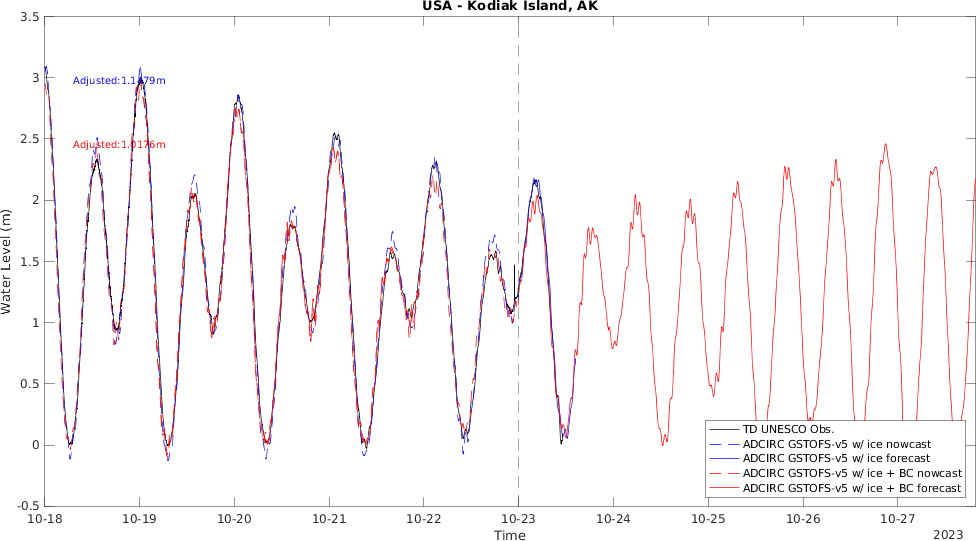 USA - Kodiak Island, AK
3.5
3
2.5
2
1.5
1
0.5
0
-0.5
Water Level (m)
Adjusted:1.1479m
Adjusted:1.0176m
TD UNESCO Obs.
ADCIRC GSTOFS-v5 w/ ice nowcast
ADCIRC GSTOFS-v5 w/ ice forecast
ADCIRC GSTOFS-v5 w/ ice + BC nowcast
ADCIRC GSTOFS-v5 w/ ice + BC forecast
10-18 10-19 10-20 10-21 10-22 10-23 10-24 10-25 10-26 10-27
Time
2023